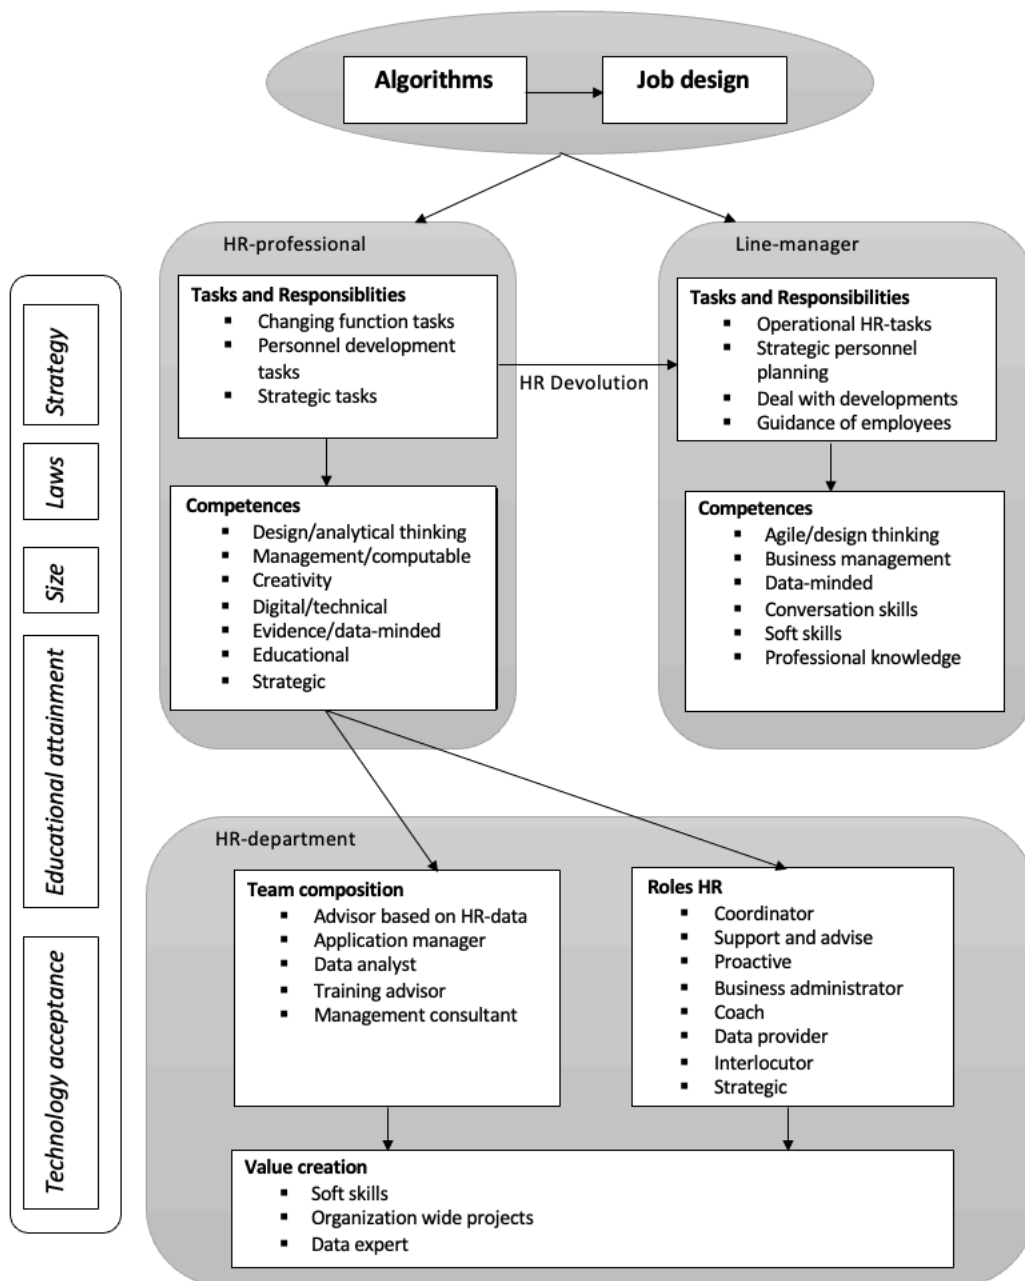 Algorithms
Job design
HR-professional
Tasks and Responsiblities
▪ Changing function tasks
▪ Personnel development
tasks
▪ Strategic tasks
HR Devolution
Line-manager
Tasks and Responsibilities
▪ Operational HR-tasks
▪ Strategic personnel
planning
▪ Deal with developments
▪ Guidance of employees
Competences
▪ Design/analytical thinking
▪ Management/computable
▪ Creativity
▪ Digital/technical
▪ Evidence/data-minded
▪ Educational
▪ Strategic
Competences
▪ Agile/design thinking
▪ Business management
▪ Data-minded
▪ Conversation skills
▪ Soft skills
▪ Professional knowledge
Strategy
Laws
Size
Educational attainment
Technology acceptance
HR-department
Team composition
▪ Advisor based on HR-data
▪ Application manager
▪ Data analyst
▪ Training advisor
▪ Management consultant
Roles HR
▪ Coordinator
▪ Support and advise
▪ Proactive
▪ Business administrator
▪ Coach
▪ Data provider
▪ Interlocutor
▪ Strategic
Value creation
▪ Soft skills
▪ Organization wide projects
▪ Data expert